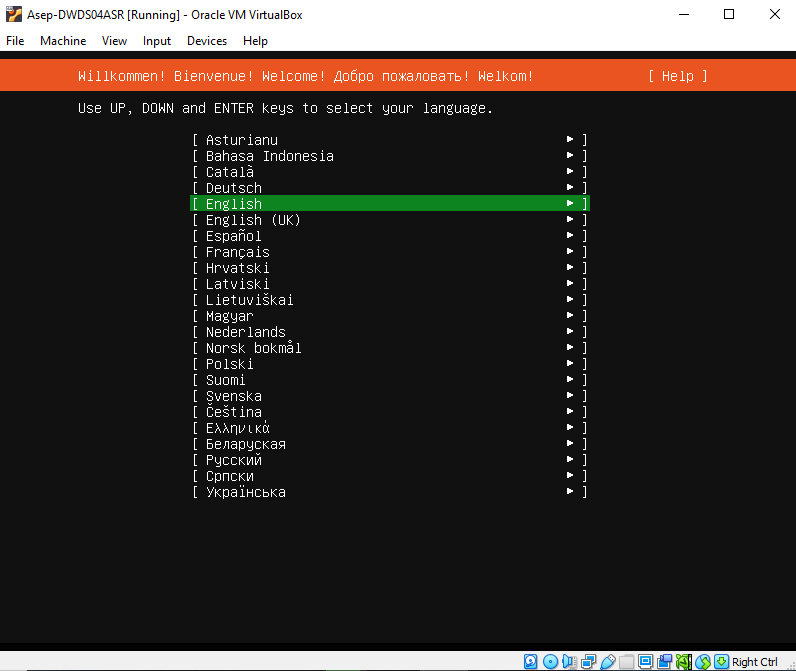 Asep-DWDS04ASR [Running] - Oracle VM VirtualBox
File Machine View Input Devices Help
Willkommen! Bienvenue! Welcome! Добро пожаловать! Welkom! [ Help ]
Use UP, DOWN and ENTER keys to select your language.
[ Asturianu ▸ ]
[ Bahasa Indonesia ▸ ]
[ Català ▸ ]
[ Deutsch ▸ ]
[ English ▸ ]
[ English (UK) ▸ ]
[ Español ▸ ]
[ Français ▸ ]
[ Hrvatski ▸ ]
[ Latviski ▸ ]
[ Lietuviškai ▸ ]
[ Magyar ▸ ]
[ Nederlands ▸ ]
[ Norsk bokmål ▸ ]
[ Polski ▸ ]
[ Suomi ▸ ]
[ Svenska ▸ ]
[ Čeština ▸ ]
[ Ελληνικά ▸ ]
[ Беларуская ▸ ]
[ Русский ▸ ]
[ Српски ▸ ]
[ Українська ▸ ]
Right Ctrl